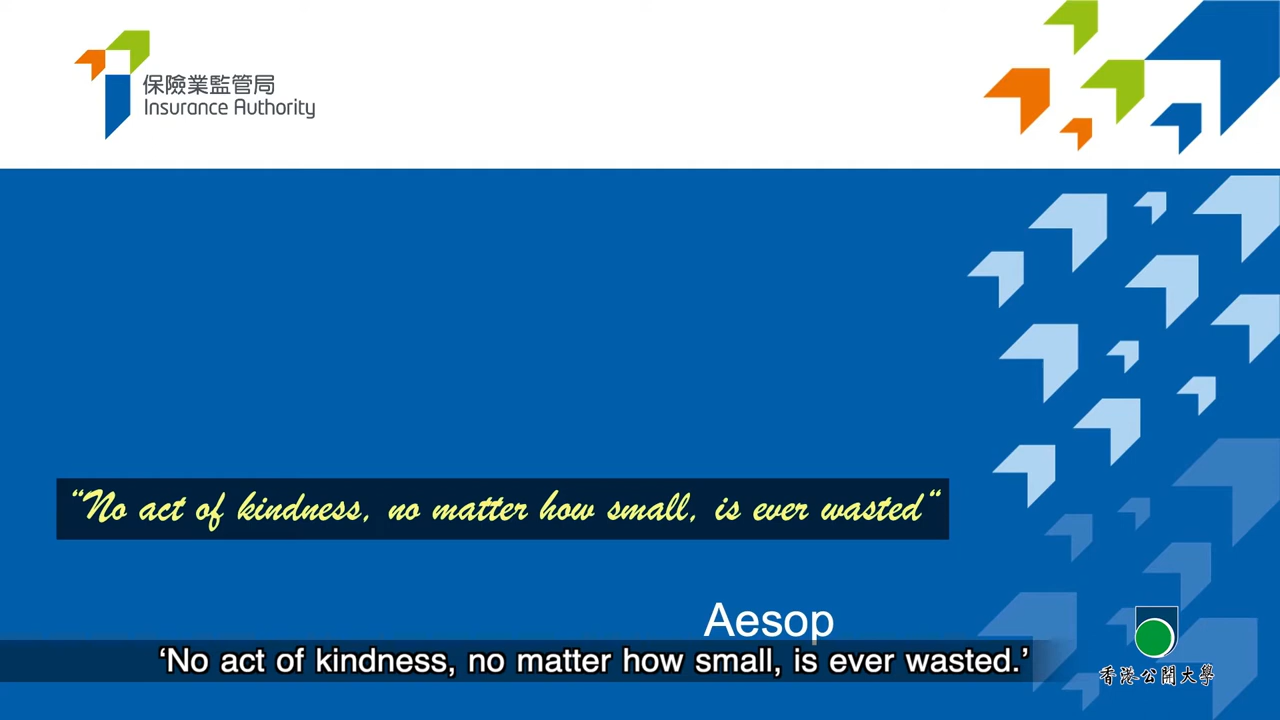 保險業監管局
Insurance Authority
“No act of kindness, no matter how small, is ever wasted“
Aesop
‘No act of kindness, no matter how small, is ever wasted.’
香港公開大學